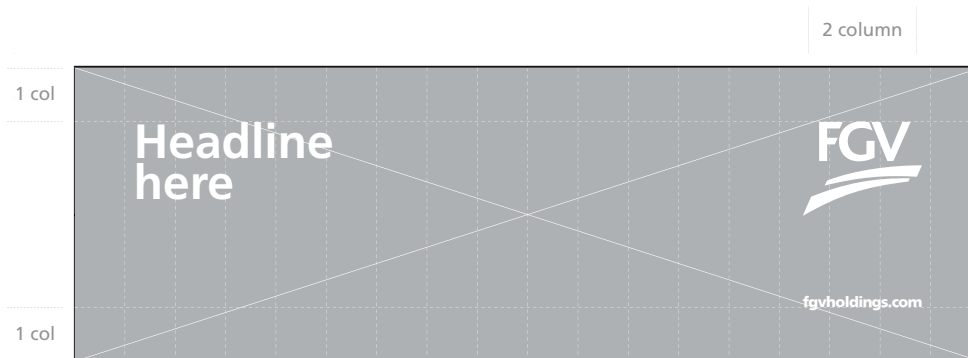 2 column
1 col
Headline
here
FGV
fgvholdings.com
1 col